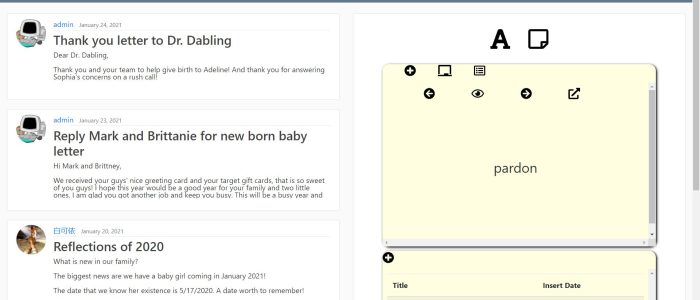 admin January 24, 2021
Thank you letter to Dr. Dabling
Dear Dr. Dabling,
Thank you and your team to help give birth to Adeline! And thank you for answering
Sophia's concerns on a rush call!
admin January 23, 2021
Reply Mark and Brittanie for new born baby
letter
Hi Mark and Brittney,
We received your guys' nice greeting card and your target gift cards, that is so sweet
of you guys! I hope this year would be a good year for your family and two little
ones. I am glad you got another job and keep you busy. This will be a busy year and
白可依 January 20, 2021
Reflections of 2020
What is new in our family?
The biggest news are we have a baby girl coming in January 2021!
The date that we know her existence is 5/17/2020. A date worth to remember!
A
pardon
Title Insert Date